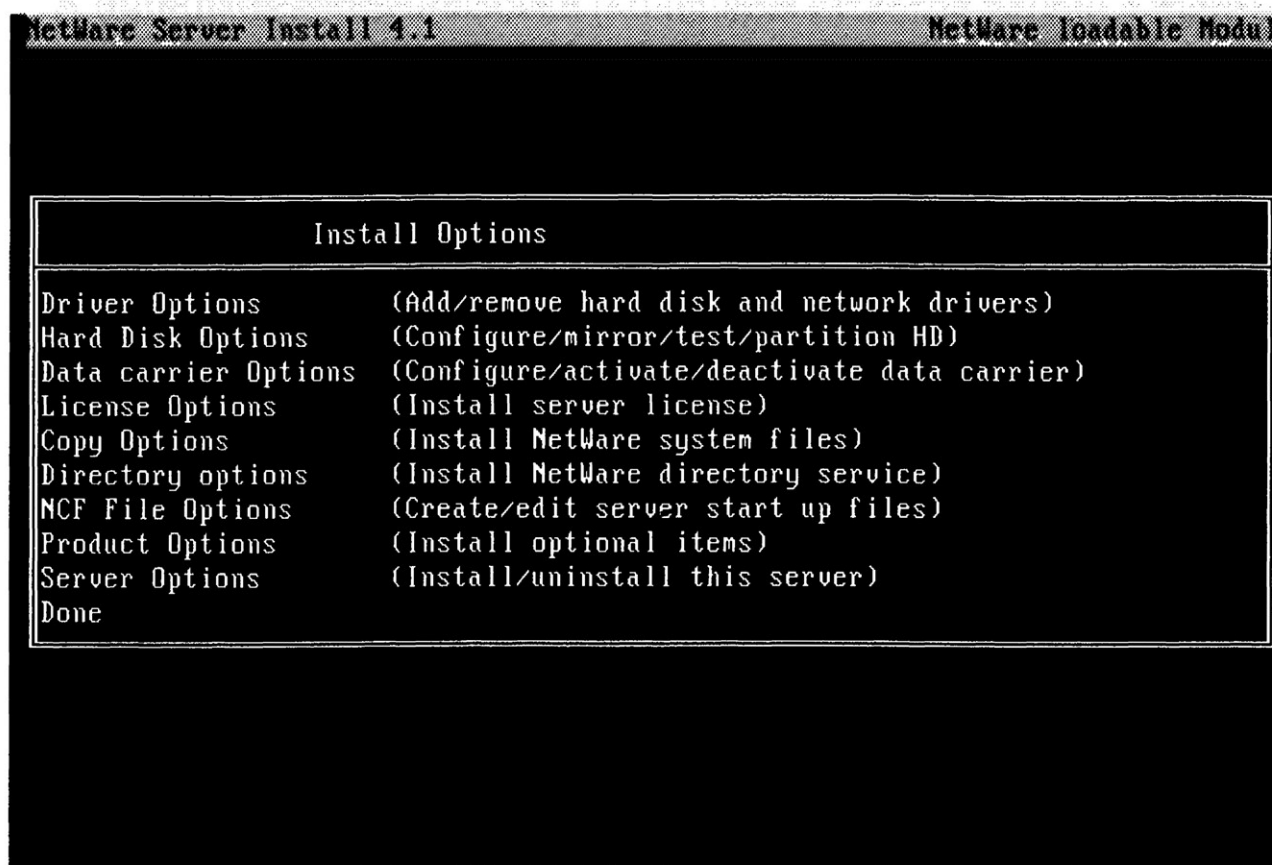 NetWare Server Install 4.1 NetWare loadable Modul
Install Options
Driver Options (Add/remove hard disk and network drivers)
Hard Disk Options (Configure/mirror/test/partition HD)
Data carrier Options (Configure/activate/deactivate data carrier)
License Options (Install server license)
Copy Options (Install NetWare system files)
Directory options (Install NetWare directory service)
NCF File Options (Create/edit server start up files)
Product Options (Install optional items)
Server Options (Install/uninstall this server)
Done